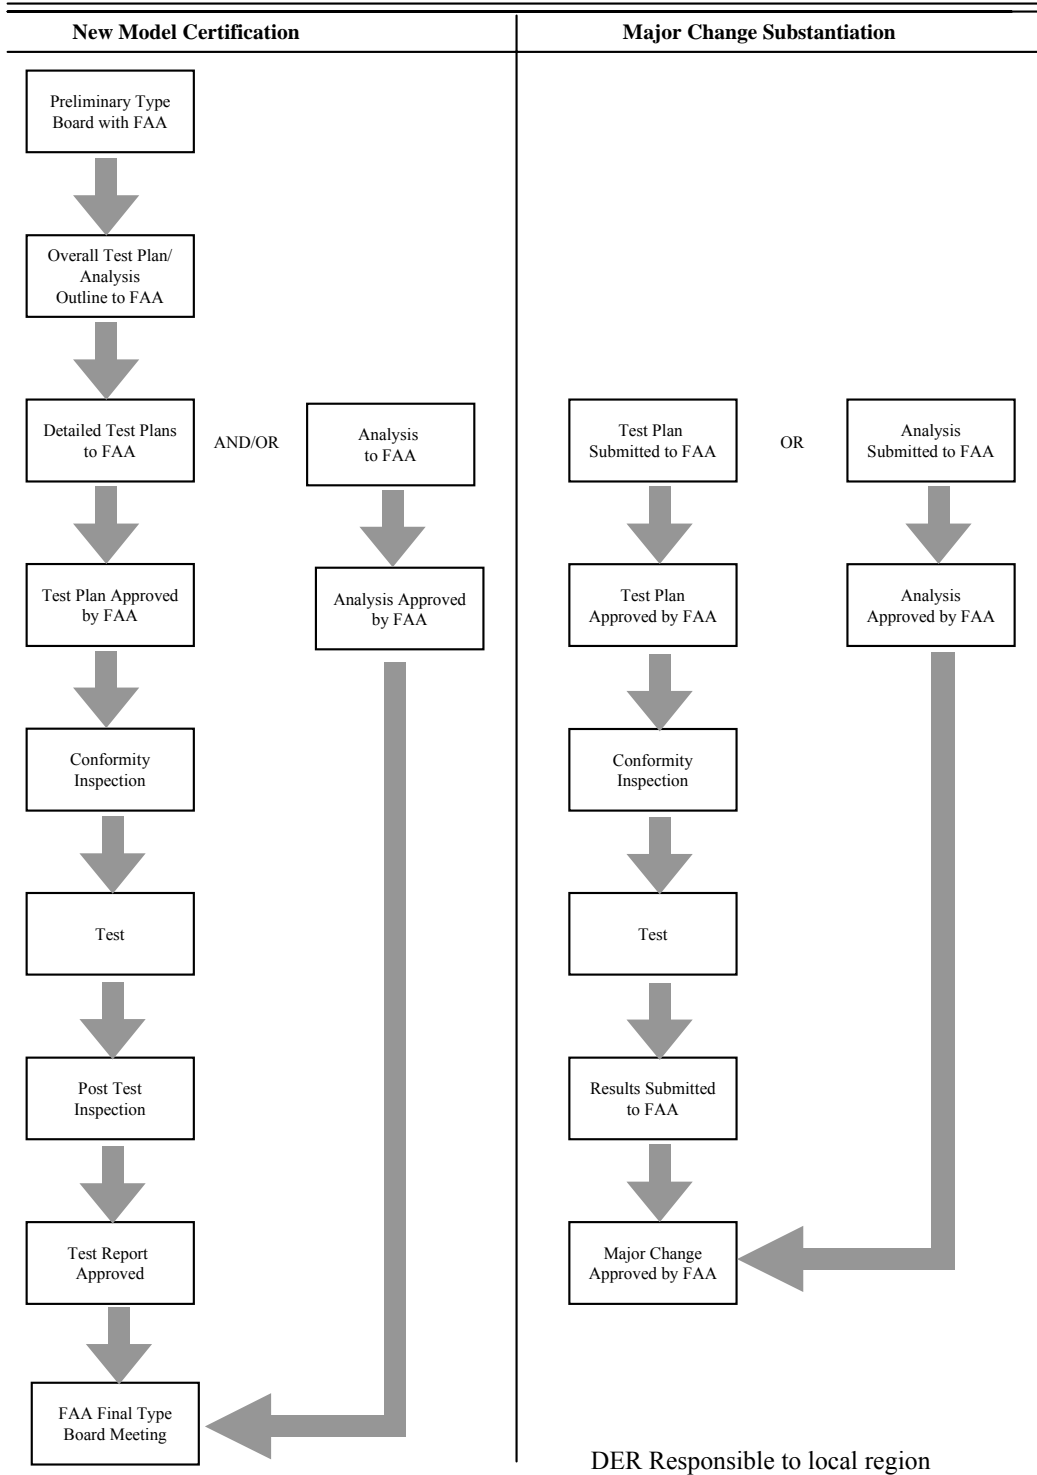 New Model Certification
Major Change Substantiation
Preliminary Type
Board with FAA
Overall Test Plan/
Analysis
Outline to FAA
Detailed Test Plans
to FAA
AND/OR
Analysis
to FAA
Test Plan Approved
by FAA
Analysis Approved
by FAA
Conformity
Inspection
Test
Post Test
Inspection
Test Report
Approved
FAA Final Type
Board Meeting
Test Plan
Submitted to FAA
OR
Analysis
Submitted to FAA
Test Plan
Approved by FAA
Analysis
Approved by FAA
Conformity
Inspection
Test
Results Submitted
to FAA
Major Change
Approved by FAA
DER Responsible to local region